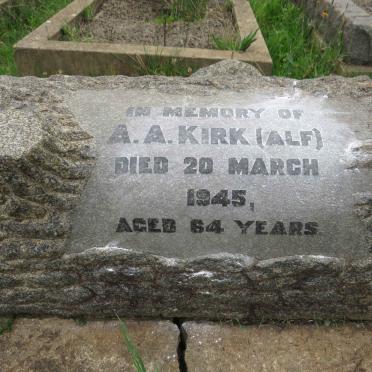 IN MEMORY OF
A. A. KIRK (ALF)
DIED 20 MARCH
1945,
AGED 64 YEARS